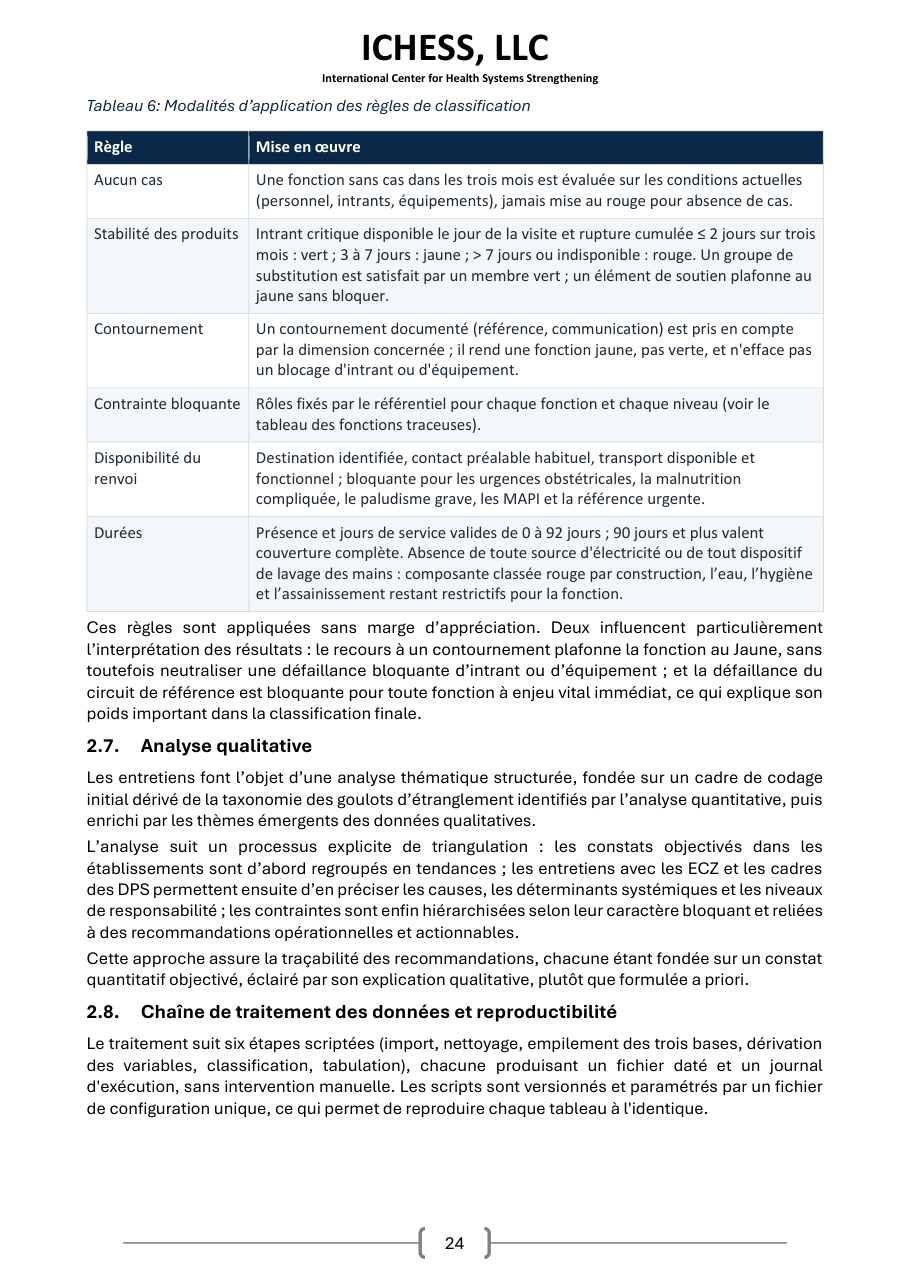 ICHESS, LLC
International Center for Health Systems Strengthening
Tableau 6: Modalités d’application des règles de classification
Règle
Mise en œuvre
Aucun cas
Une fonction sans cas dans les trois mois est évaluée sur les conditions actuelles
(personnel, intrants, équipements), jamais mise au rouge pour absence de cas.
Stabilité des produits
Intrant critique disponible le jour de la visite et rupture cumulée ≤ 2 jours sur trois
mois : vert ; 3 à 7 jours : jaune ; > 7 jours ou indisponible : rouge. Un groupe de
substitution est satisfait par un membre vert ; un élément de soutien plafonne au
jaune sans bloquer.
Contournement
Un contournement documenté (référence, communication) est pris en compte
par la dimension concernée ; il rend une fonction jaune, pas verte, et n'efface pas
un blocage d'intrant ou d'équipement.
Contrainte bloquante
Rôles fixés par le référentiel pour chaque fonction et chaque niveau (voir le
tableau des fonctions traceuses).
Disponibilité du
renvoi
Destination identifiée, contact préalable habituel, transport disponible et
fonctionnel ; bloquante pour les urgences obstétricales, la malnutrition
compliquée, le paludisme grave, les MAPI et la référence urgente.
Durées
Présence et jours de service valides de 0 à 92 jours ; 90 jours et plus valent
couverture complète. Absence de toute source d'électricité ou de tout dispositif
de lavage des mains : composante classée rouge par construction, l’eau, l’hygiène
et l’assainissement restant restrictifs pour la fonction.
Ces règles sont appliquées sans marge d’appréciation. Deux influencent particulièrement
l’interprétation des résultats : le recours à un contournement plafonne la fonction au Jaune, sans
toutefois neutraliser une défaillance bloquante d’intrant ou d’équipement ; et la défaillance du
circuit de référence est bloquante pour toute fonction à enjeu vital immédiat, ce qui explique son
poids important dans la classification finale.
2.7. Analyse qualitative
Les entretiens font l’objet d’une analyse thématique structurée, fondée sur un cadre de codage
initial dérivé de la taxonomie des goulots d’étranglement identifiés par l’analyse quantitative, puis
enrichi par les thèmes émergents des données qualitatives.
L’analyse suit un processus explicite de triangulation : les constats objectivés dans les
établissements sont d’abord regroupés en tendances ; les entretiens avec les ECZ et les cadres
des DPS permettent ensuite d’en préciser les causes, les déterminants systémiques et les niveaux
de responsabilité ; les contraintes sont enfin hiérarchisées selon leur caractère bloquant et reliées
à des recommandations opérationnelles et actionnables.
Cette approche assure la traçabilité des recommandations, chacune étant fondée sur un constat
quantitatif objectivé, éclairé par son explication qualitative, plutôt que formulée a priori.
2.8. Chaîne de traitement des données et reproductibilité
Le traitement suit six étapes scriptées (import, nettoyage, empilement des trois bases, dérivation
des variables, classification, tabulation), chacune produisant un fichier daté et un journal
d'exécution, sans intervention manuelle. Les scripts sont versionnés et paramétrés par un fichier
de configuration unique, ce qui permet de reproduire chaque tableau à l'identique.
24